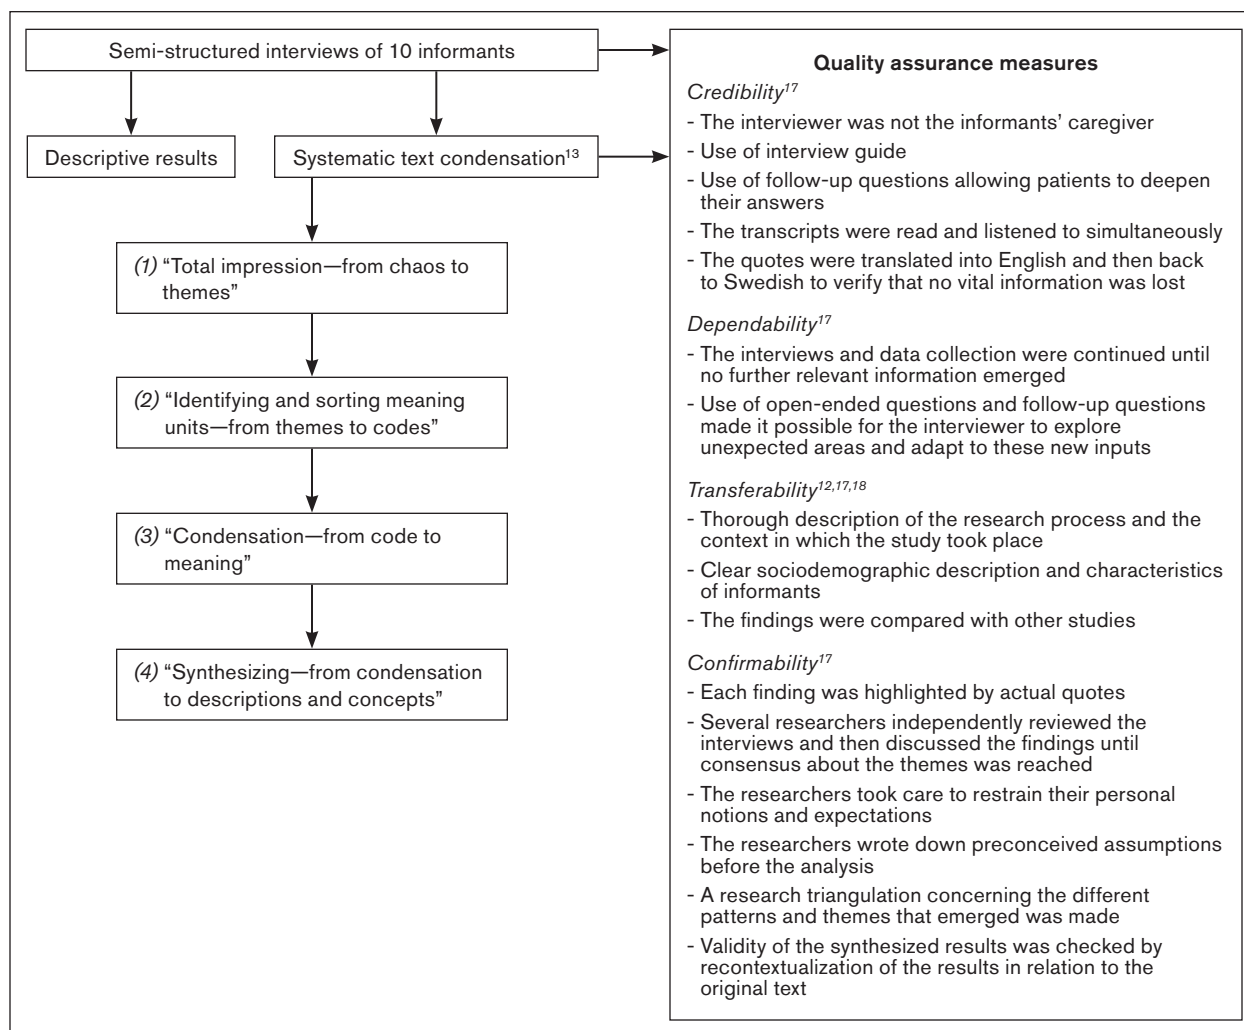 Semi-structured interviews of 10 informants
Descriptive results
Systematic text condensation13
(1) “Total impression—from chaos to
themes”
(2) “Identifying and sorting meaning
units—from themes to codes”
(3) “Condensation—from code to
meaning”
(4) “Synthesizing—from condensation
to descriptions and concepts”
Quality assurance measures
Credibility17
- The interviewer was not the informants’ caregiver
- Use of interview guide
- Use of follow-up questions allowing patients to deepen
their answers
- The transcripts were read and listened to simultaneously
- The quotes were translated into English and then back
to Swedish to verify that no vital information was lost
Dependability17
- The interviews and data collection were continued until
no further relevant information emerged
- Use of open-ended questions and follow-up questions
made it possible for the interviewer to explore
unexpected areas and adapt to these new inputs
Transferability12,17,18
- Thorough description of the research process and the
context in which the study took place
- Clear sociodemographic description and characteristics
of informants
- The findings were compared with other studies
Confirmability17
- Each finding was highlighted by actual quotes
- Several researchers independently reviewed the
interviews and then discussed the findings until
consensus about the themes was reached
- The researchers took care to restrain their personal
notions and expectations
- The researchers wrote down preconceived assumptions
before the analysis
- A research triangulation concerning the different
patterns and themes that emerged was made
- Validity of the synthesized results was checked by
recontextualization of the results in relation to the
original text